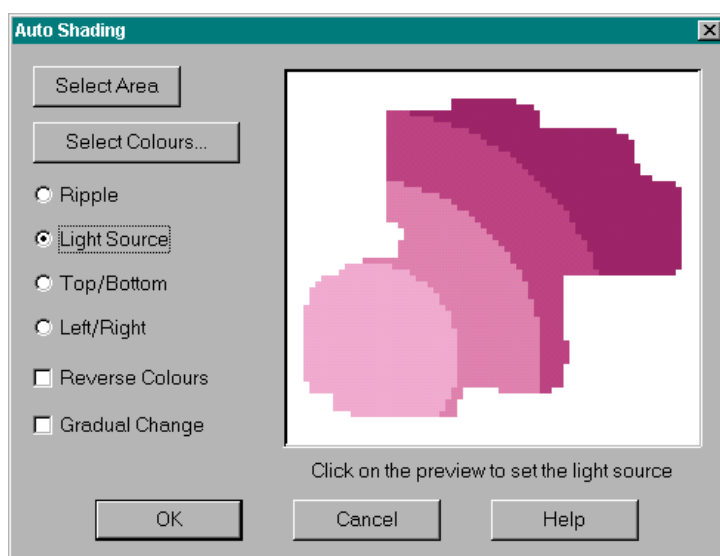 Auto Shading
Select Area
Select Colours...
Ripple
Light Source
Top/Bottom
Left/Right
Reverse Colours
Gradual Change
Click on the preview to set the light source
OK
Cancel
Help